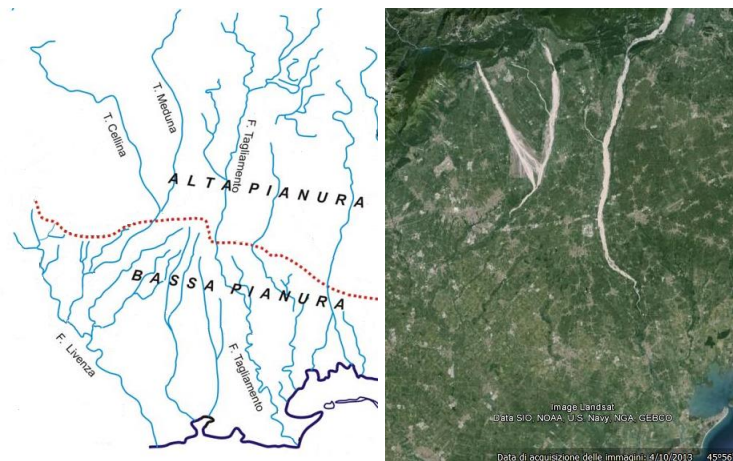 T. Cellina
T. Meduna
F. Tagliamento
ALTA PIANURA
BASSA PIANURA
F. Livenza
F. Tagliamento
Image Landsat
Data SIO, NOAA, U.S. Navy, NGA, GEBCO
Data di acquisizione delle immagini: 4/10/2013 45°56